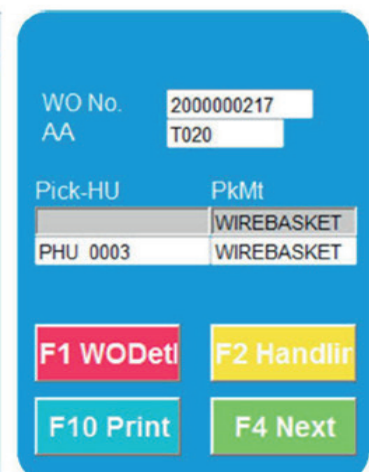 WO No. 2000000217
AA T020
Pick-HU PkMt
WIREBASKET
PHU 0003 WIREBASKET
F1 WODetl F2 Handlin
F10 Print F4 Next